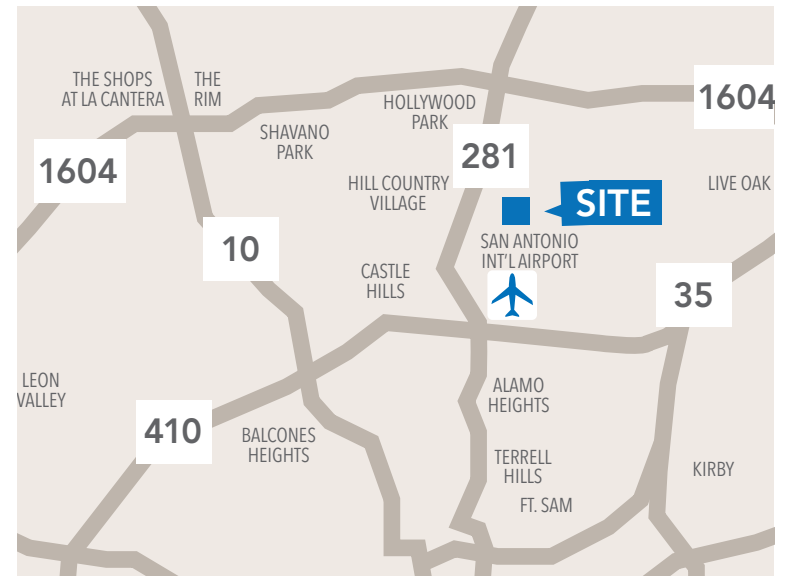 THE SHOPS
AT LA CANTERA
THE
RIM
1604
HOLLYWOOD
PARK
SHAVANO
PARK
281
1604
HILL COUNTRY
VILLAGE
SITE
LIVE OAK
10
SAN ANTONIO
INT'L AIRPORT
CASTLE
HILLS
35
LEON
VALLEY
ALAMO
HEIGHTS
410
BALCONES
HEIGHTS
TERRELL
HILLS
KIRBY
FT. SAM